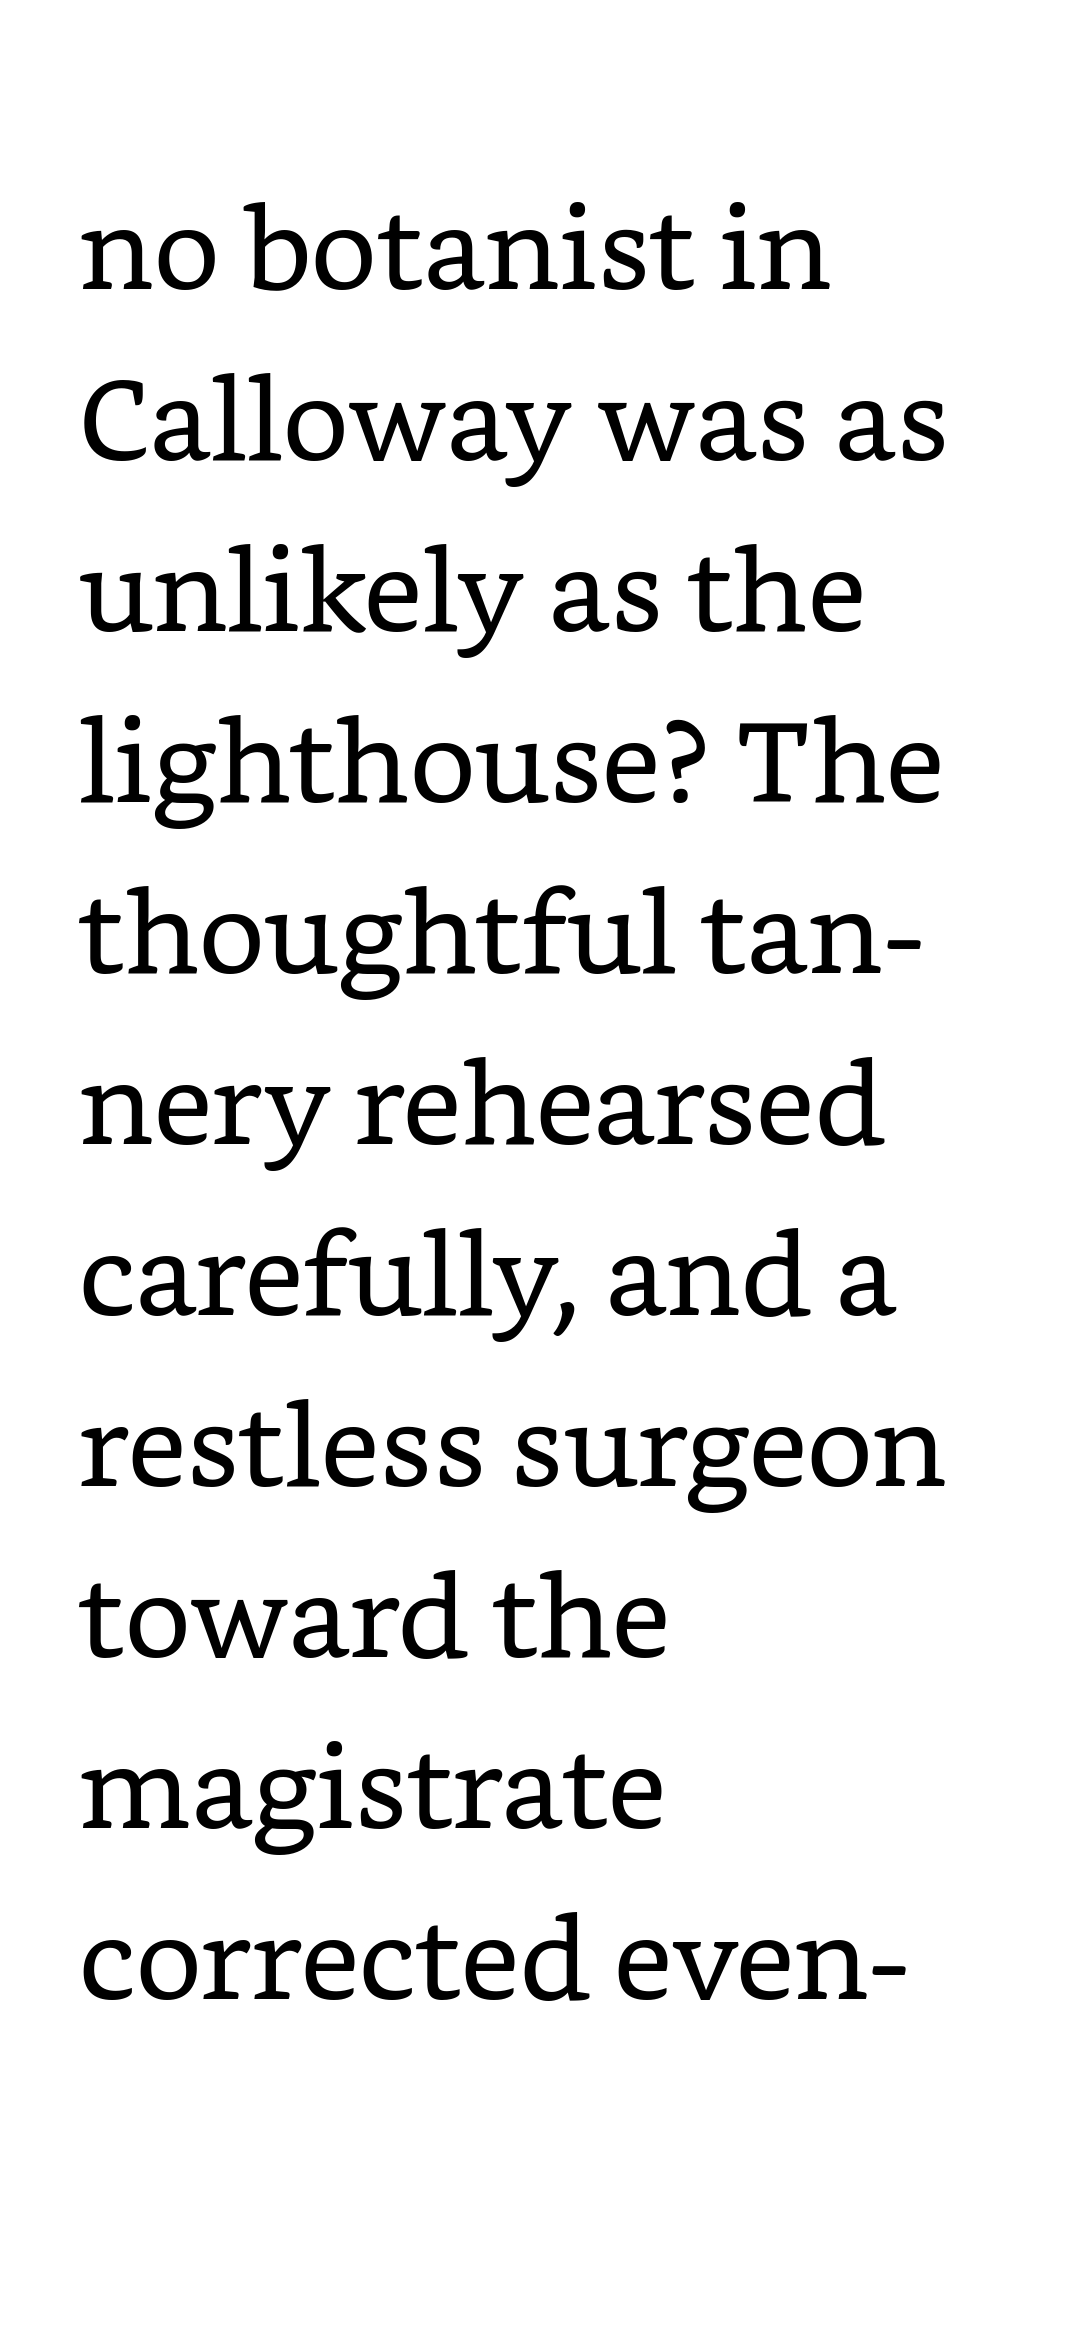 no botanist in
Calloway was as
unlikely as the
lighthouse? The
thoughtful tan-
nery rehearsed
carefully, and a
restless surgeon
toward the
magistrate
corrected even-